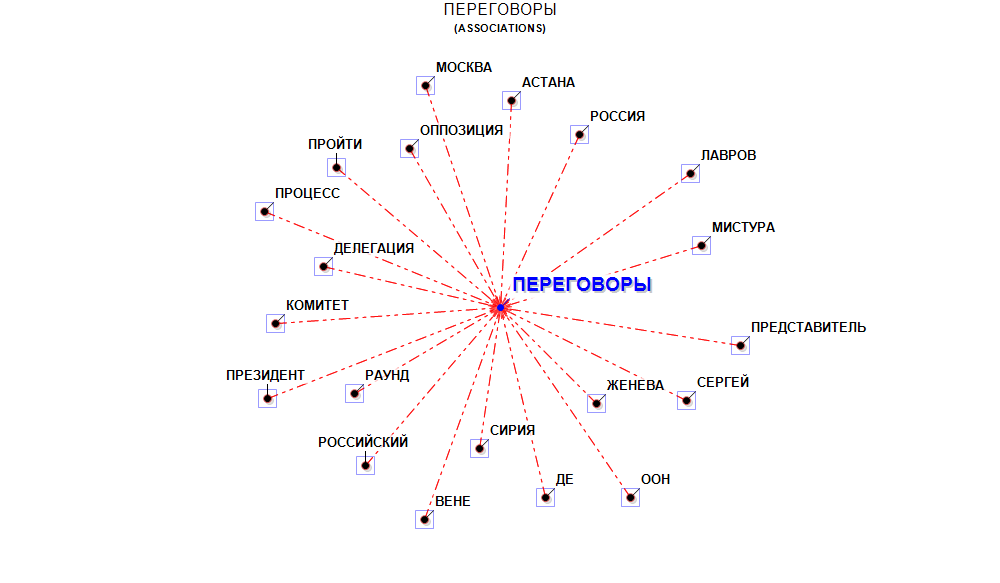 ПЕРЕГОВОРЫ
(ASSOCIATIONS)
МОСКВА
АСТАНА
РОССИЯ
ОППОЗИЦИЯ
ПРОЙТИ
ЛАВРОВ
ПРОЦЕСС
МИСТУРА
ДЕЛЕГАЦИЯ
ПЕРЕГОВОРЫ
КОМИТЕТ
ПРЕДСТАВИТЕЛЬ
ПРЕЗИДЕНТ
РАУНД
ЖЕНЕВА
СЕРГЕЙ
РОССИЙСКИЙ
СИРИЯ
ДЕ
ООН
ВЕНЕ